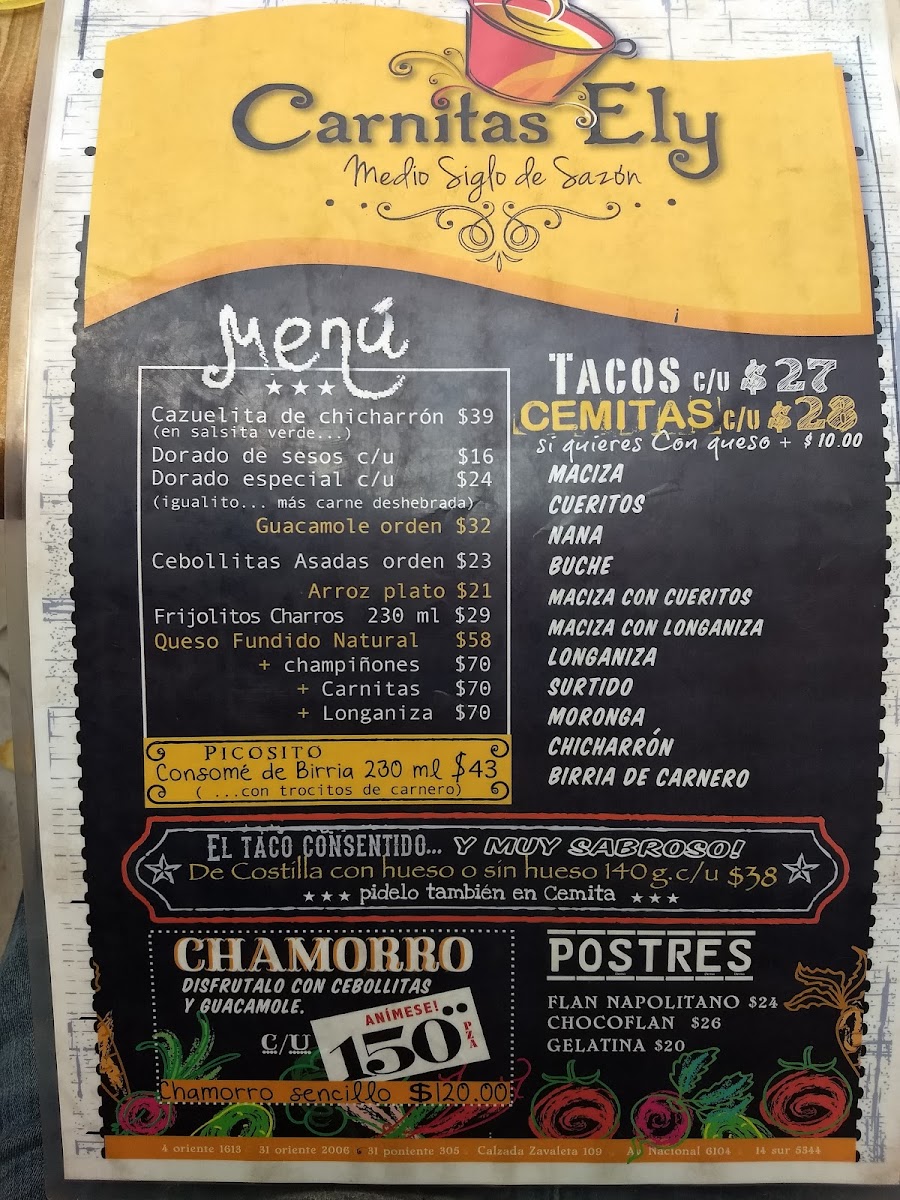 Carnitas Ely
Medio Siglo de Sazón
Menú
Cazuelita de chicharrón $39
(en salsita verde...)
Dorado de sesos c/u $16
Dorado especial c/u $24
(igualito... más carne deshebrada)
Guacamole orden $32
Cebollitas Asadas orden $23
Arroz plato $21
Frijolitos Charros 230 ml $29
Queso Fundido Natural $58
+ champiñones $70
+ Carnitas $70
+ Longaniza $70
PICOSITO
Consomé de Birria 230 ml $43
( ...con trocitos de carnero)
TACOS c/u $27
CEMITAS c/u $28
si quieres Con queso + $10.00
MACIZA
CUERITOS
NANA
BUCHE
MACIZA CON CUERITOS
MACIZA CON LONGANIZA
LONGANIZA
SURTIDO
MORONGA
CHICHARRÓN
BIRRIA DE CARNERO
EL TACO CONSENTIDO... Y MUY SABROSO!
De Costilla con hueso o sin hueso 140 g. c/u $38
pidelo también en Cemita
CHAMORRO
DISFRUTALO CON CEBOLLITAS
Y GUACAMOLE.
ANÍMESE!
C/U 150 PZA
Chamorro sencillo $120.00
POSTRES
FLAN NAPOLITANO $24
CHOCOFLAN $26
GELATINA $20
4 oriente 1613 · 31 oriente 2006 · 31 poniente 305 · Calzada Zavaleta 109 · Av Nacional 6104 · 14 sur 5344